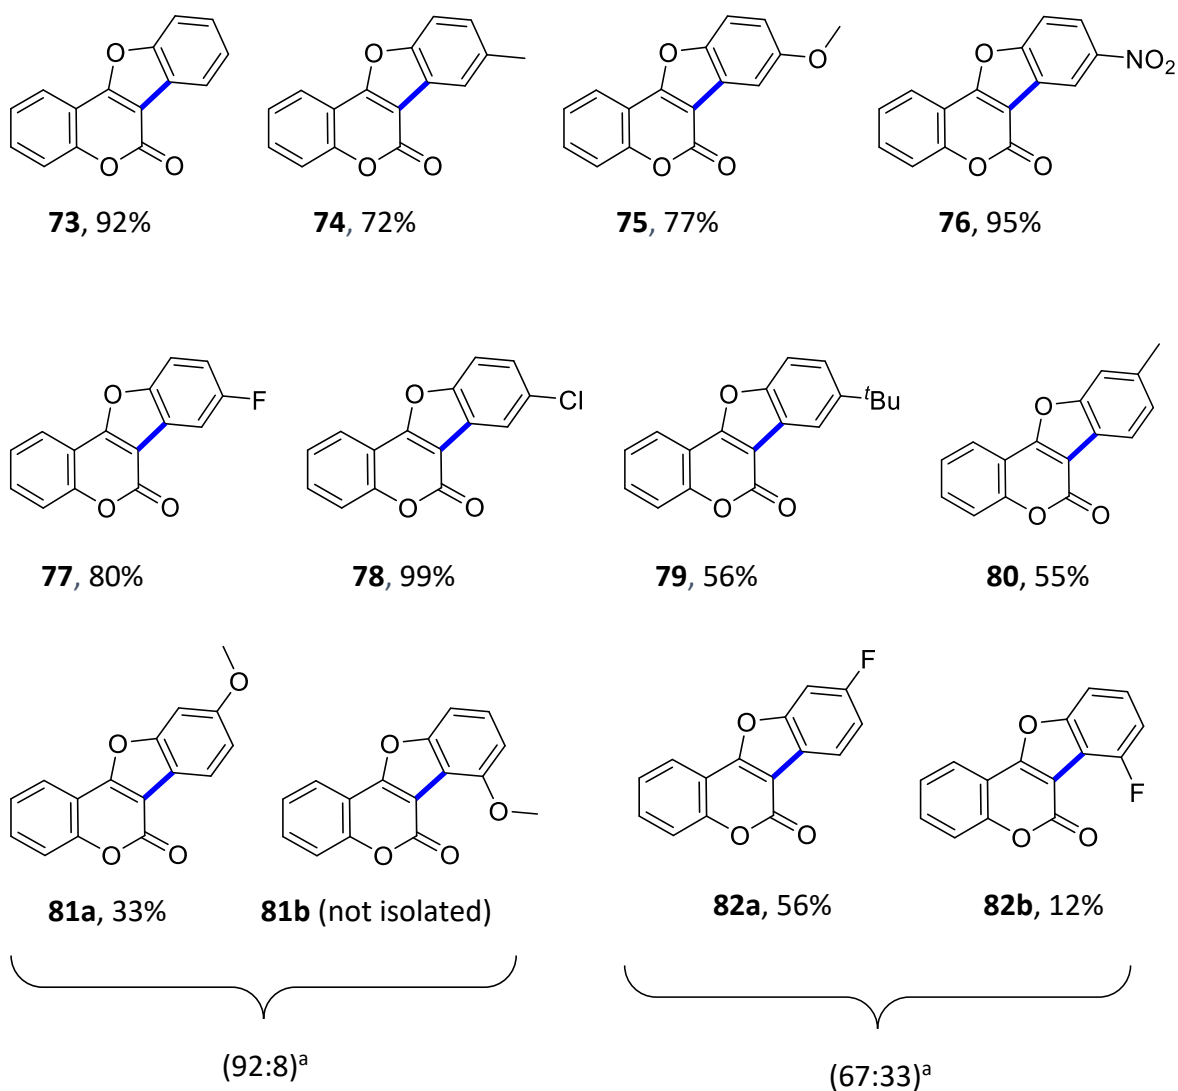 O O O
73, 92%
O O O
74, 72%
O O O O
75, 77%
O NO2 O O
76, 95%
O F O O
77, 80%
O Cl O O
78, 99%
O tBu O O
79, 56%
O O O
80, 55%
O O O O
81a, 33%
O O O O
81b (not isolated)
F O O O
82a, 56%
O F O O
82b, 12%
(92:8)a
(67:33)a